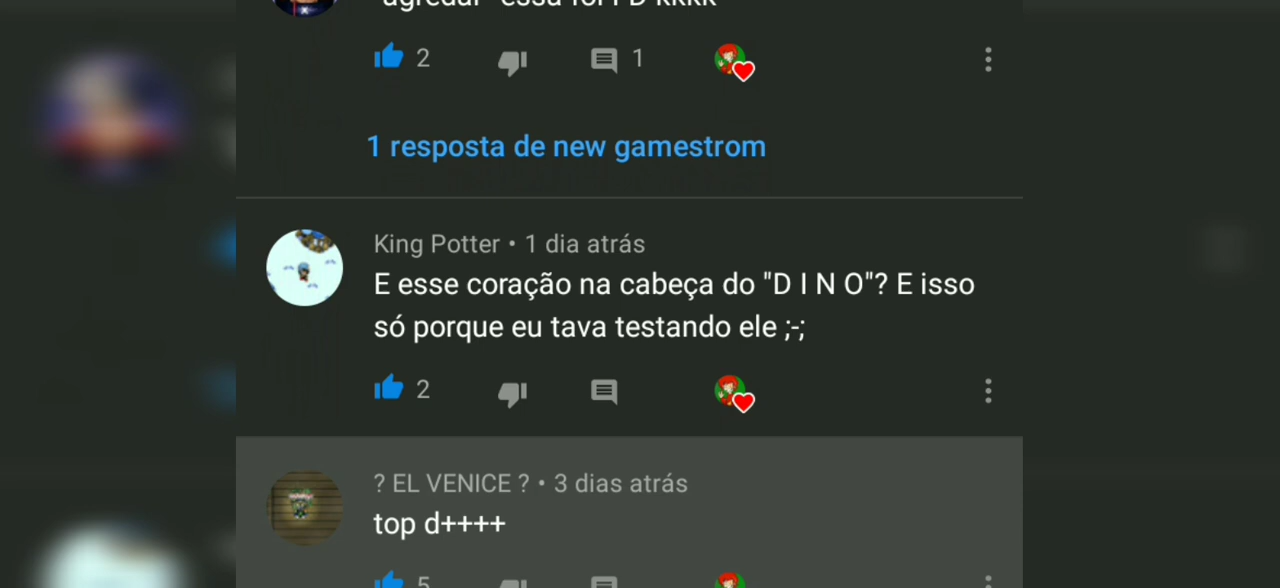 2
1
1 resposta de new gamestrom
King Potter • 1 dia atrás
E esse coração na cabeça do "D I N O"? E isso
só porque eu tava testando ele ;-;
2
? EL VENICE ? • 3 dias atrás
top d++++
5